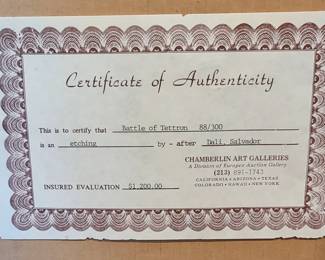 Certificate of Authenticity
This is to certify that Battle of Tettron 88/300
is an etching by - after Dali, Salvador
CHAMBERLIN ART GALLERIES
A Division of Europex Auction Gallery
(213) 891-1743
CALIFORNIA • ARIZONA • TEXAS
COLORADO • HAWAII • NEW YORK
INSURED EVALUATION $1,200.00